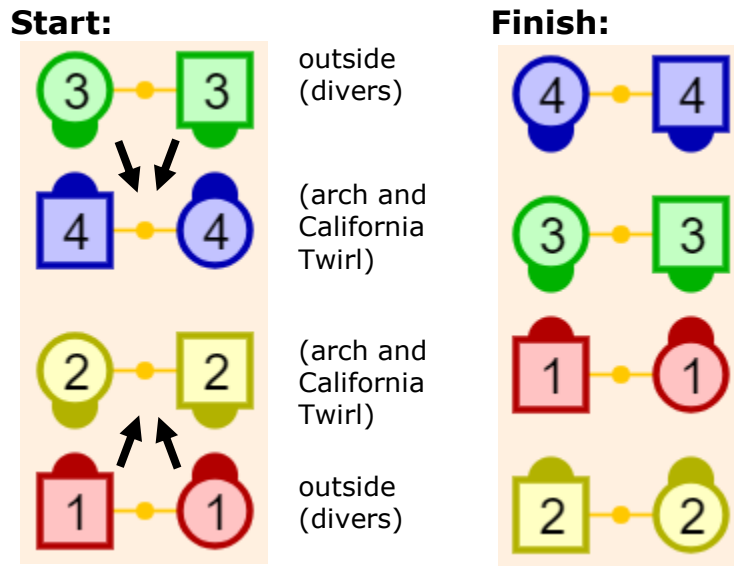 Start:
Finish:
3 3
outside
(divers)
4 4
4 4
(arch and
California
Twirl)
3 3
2 2
(arch and
California
Twirl)
1 1
1 1
outside
(divers)
2 2